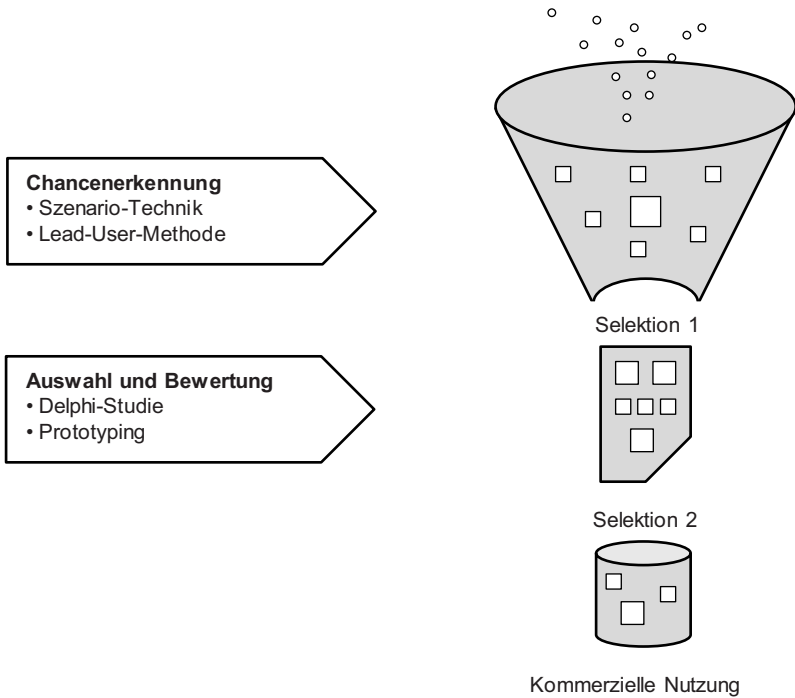 Chancenerkennung
• Szenario-Technik
• Lead-User-Methode
Selektion 1
Auswahl und Bewertung
• Delphi-Studie
• Prototyping
Selektion 2
Kommerzielle Nutzung